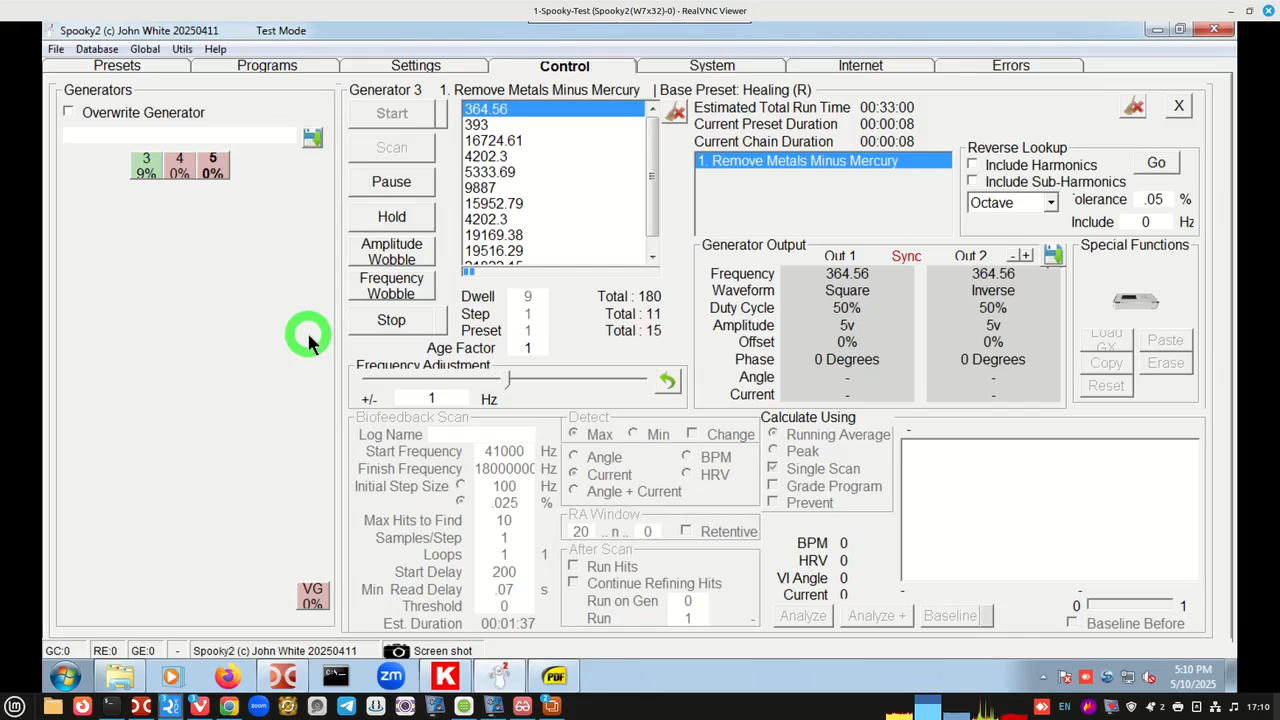 1-Spooky-Test (Spooky2(W7x32)-0) - RealVNC Viewer
Spooky2 (c) John White 20250411 Test Mode
File Database Global Utils Help
Presets Programs Settings Control System Internet Errors
Generators
Overwrite Generator
3 4 5
9% 0% 0%
VG
0%
Generator 3 1. Remove Metals Minus Mercury | Base Preset: Healing (R)
Start
Scan
Pause
Hold
Amplitude
Wobble
Frequency
Wobble
Stop
364.56
393
16724.61
4202.3
5333.69
9887
15952.79
4202.3
19169.38
19516.29
Dwell 9 Total : 180
Step 1 Total : 11
Preset 1 Total : 15
Age Factor 1
Frequency Adjustment
+/- 1 Hz
Estimated Total Run Time 00:33:00
Current Preset Duration 00:00:08
Current Chain Duration 00:00:08
1. Remove Metals Minus Mercury
X
Reverse Lookup
Include Harmonics Go
Include Sub-Harmonics
Octave Tolerance .05 %
Include 0 Hz
Generator Output Out 1 Sync Out 2 - +
Frequency 364.56 364.56
Waveform Square Inverse
Duty Cycle 50% 50%
Amplitude 5v 5v
Offset 0% 0%
Phase 0 Degrees 0 Degrees
Angle - -
Current - -
Special Functions
Load
GX Paste
Copy Erase
Reset
Biofeedback Scan
Log Name
Start Frequency 41000 Hz
Finish Frequency 18000000 Hz
Initial Step Size 100 Hz
.025 %
Max Hits to Find 10
Samples/Step 1
Loops 1 1
Start Delay 200
Min Read Delay .07 s
Threshold 0
Est. Duration 00:01:37
Detect
Max Min Change
Angle BPM
Current HRV
Angle + Current
RA Window
20 .. n .. 0 Retentive
After Scan
Run Hits
Continue Refining Hits
Run on Gen 0
Run 1 -
Calculate Using
Running Average
Peak
Single Scan
Grade Program
Prevent
BPM 0
HRV 0
VI Angle 0
Current 0
-
- -
0 1
Analyze Analyze + Baseline Baseline Before
GC:0 RE:0 GE:0 - Spooky2 (c) John White 20250411 Screen shot
zm K 2 PDF
5:10 PM
5/10/2025
zoom EN 2 17:10